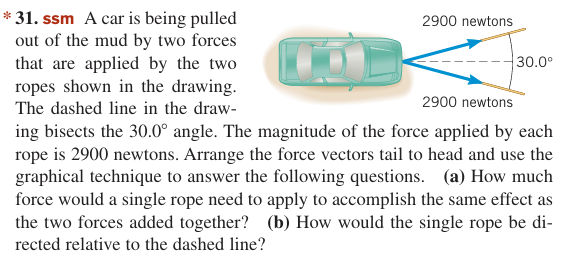 * 31. ssm A car is being pulled
out of the mud by two forces
that are applied by the two
ropes shown in the drawing.
The dashed line in the draw-
ing bisects the 30.0° angle. The magnitude of the force applied by each
rope is 2900 newtons. Arrange the force vectors tail to head and use the
graphical technique to answer the following questions. (a) How much
force would a single rope need to apply to accomplish the same effect as
the two forces added together? (b) How would the single rope be di-
rected relative to the dashed line?
2900 newtons
30.0°
2900 newtons